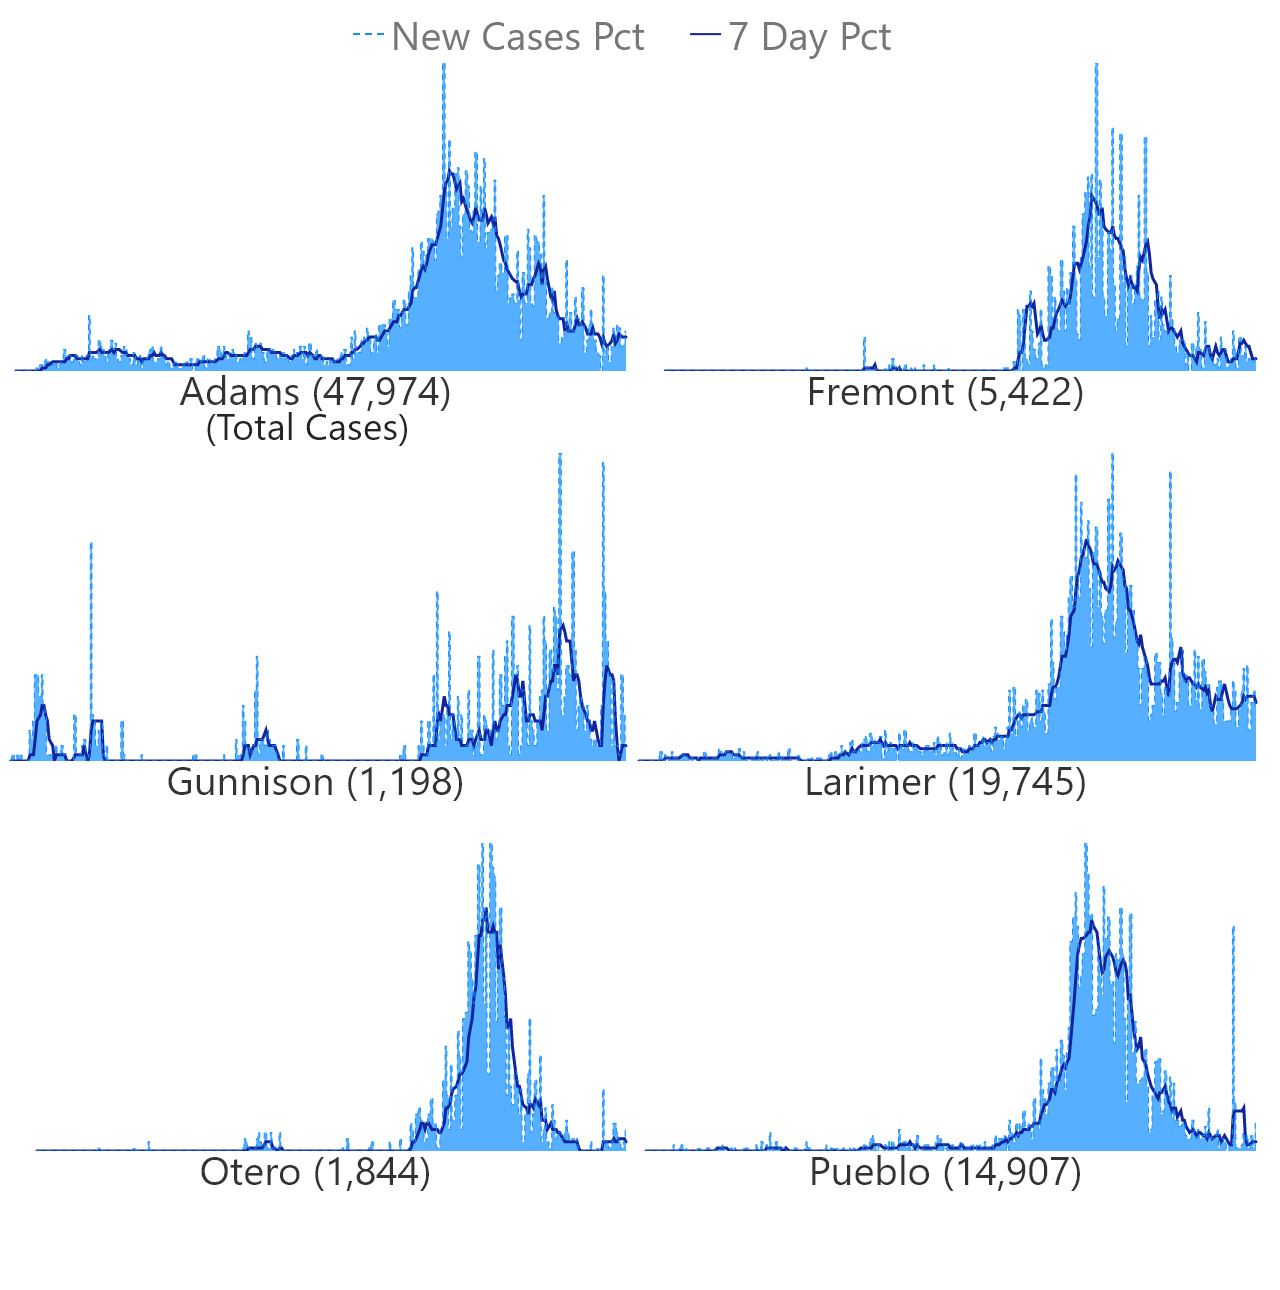 New Cases Pct 7 Day Pct
Adams (47,974) Fremont (5,422)
(Total Cases)
Gunnison (1,198) Larimer (19,745)
Otero (1,844) Pueblo (14,907)